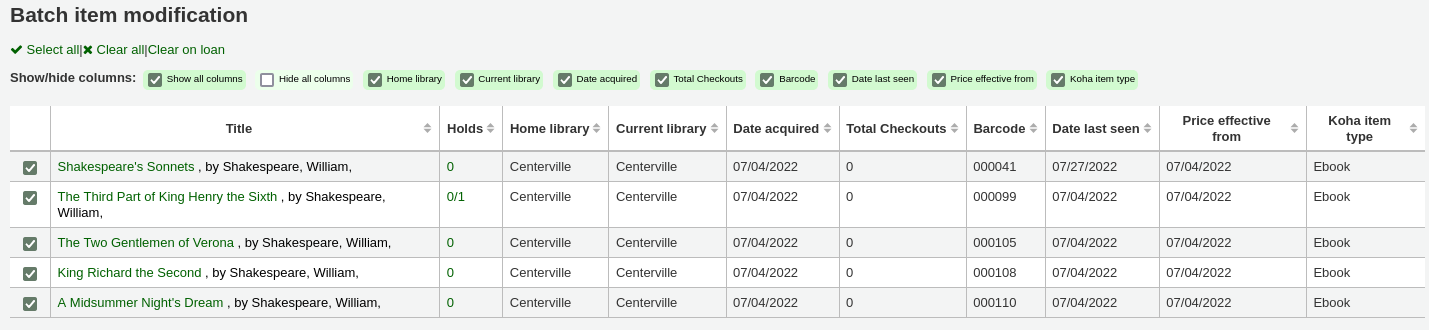 Batch item modification
Select all|Clear all|Clear on loan
Show/hide columns: Show all columns Hide all columns Home library Current library Date acquired Total Checkouts Barcode Date last seen Price effective from Koha item type
Title Holds Home library Current library Date acquired Total Checkouts Barcode Date last seen Price effective from Koha item type
Shakespeare's Sonnets , by Shakespeare, William, 0 Centerville Centerville 07/04/2022 0 000041 07/27/2022 07/04/2022 Ebook
The Third Part of King Henry the Sixth , by Shakespeare, 0/1 Centerville Centerville 07/04/2022 0 000099 07/04/2022 07/04/2022 Ebook
William,
The Two Gentlemen of Verona , by Shakespeare, William, 0 Centerville Centerville 07/04/2022 0 000105 07/04/2022 07/04/2022 Ebook
King Richard the Second , by Shakespeare, William, 0 Centerville Centerville 07/04/2022 0 000108 07/04/2022 07/04/2022 Ebook
A Midsummer Night's Dream , by Shakespeare, William, 0 Centerville Centerville 07/04/2022 0 000110 07/04/2022 07/04/2022 Ebook